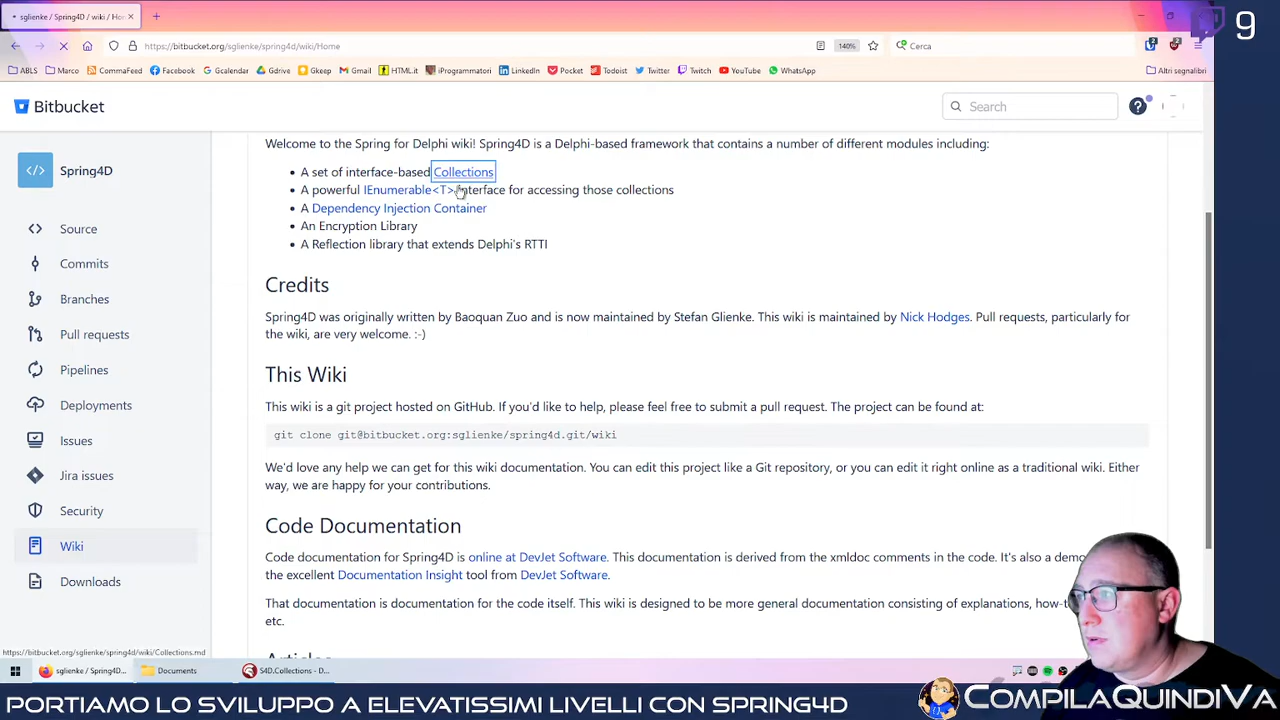 sglienke / Spring4D / wiki / Ho
9
https://bitbucket.org/sglienke/spring4d/wiki/Home
140%
Cerca
ABLS
Marco
CommaFeed
Facebook
Gcalendar
Gdrive
Gkeep
Gmail
HTML.it
iProgrammatori
LinkedIn
Pocket
Todoist
Twitter
Twitch
YouTube
WhatsApp
Altri segnalibri
Bitbucket
Search
Spring4D
Source
Commits
Branches
Pull requests
Pipelines
Deployments
Issues
Jira issues
Security
Wiki
Downloads
Welcome to the Spring for Delphi wiki! Spring4D is a Delphi-based framework that contains a number of different modules including:
• A set of interface-based Collections
• A powerful IEnumerable<T> interface for accessing those collections
• A Dependency Injection Container
• An Encryption Library
• A Reflection library that extends Delphi's RTTI
Credits
Spring4D was originally written by Baoquan Zuo and is now maintained by Stefan Glienke. This wiki is maintained by Nick Hodges. Pull requests, particularly for
the wiki, are very welcome. :-)
This Wiki
This wiki is a git project hosted on GitHub. If you'd like to help, please feel free to submit a pull request. The project can be found at:
git clone git@bitbucket.org:sglienke/spring4d.git/wiki
We'd love any help we can get for this wiki documentation. You can edit this project like a Git repository, or you can edit it right online as a traditional wiki. Either
way, we are happy for your contributions.
Code Documentation
Code documentation for Spring4D is online at DevJet Software. This documentation is derived from the xmldoc comments in the code. It's also a demo
the excellent Documentation Insight tool from DevJet Software.
That documentation is documentation for the code itself. This wiki is designed to be more general documentation consisting of explanations, how-t
etc.
https://bitbucket.org/sglienke/spring4d/wiki/Collections.md
sglienke / Spring4D...
Documents
S4D.Collections - D...
PORTIAMO LO SVILUPPO A ELEVATISSIMI LIVELLI CON SPRING4D
COMPILAQUINDIVA